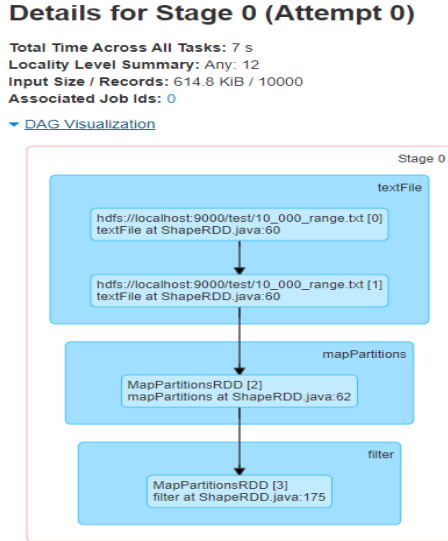 Details for Stage 0 (Attempt 0)
Total Time Across All Tasks: 7 s
Locality Level Summary: Any: 12
Input Size / Records: 614.8 KiB / 10000
Associated Job Ids: 0
DAG Visualization
Stage 0
textFile
hdfs://localhost:9000/test/10_000_range.txt [0]
textFile at ShapeRDD.java:60
hdfs://localhost:9000/test/10_000_range.txt [1]
textFile at ShapeRDD.java:60
mapPartitions
MapPartitionsRDD [2]
mapPartitions at ShapeRDD.java:62
filter
MapPartitionsRDD [3]
filter at ShapeRDD.java:175